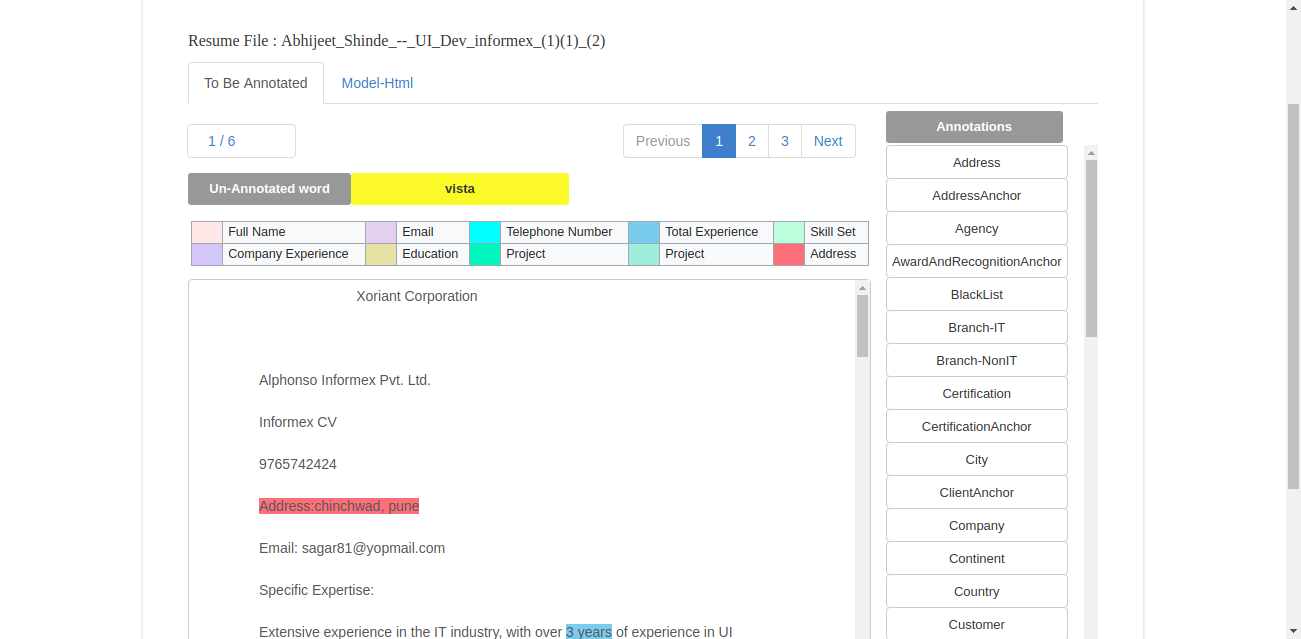 Resume File : Abhijeet_Shinde_--_UI_Dev_informex_(1)(1)_(2)
To Be Annotated Model-Html
1 / 6 Previous 1 2 3 Next
Un-Annotated word vista
Full Name Email Telephone Number Total Experience Skill Set
Company Experience Education Project Project Address
Xoriant Corporation
Alphonso Informex Pvt. Ltd.
Informex CV
9765742424
Address:chinchwad, pune
Email: sagar81@yopmail.com
Specific Expertise:
Extensive experience in the IT industry, with over 3 years of experience in UI
Annotations
Address
AddressAnchor
Agency
AwardAndRecognitionAnchor
BlackList
Branch-IT
Branch-NonIT
Certification
CertificationAnchor
City
ClientAnchor
Company
Continent
Country
Customer